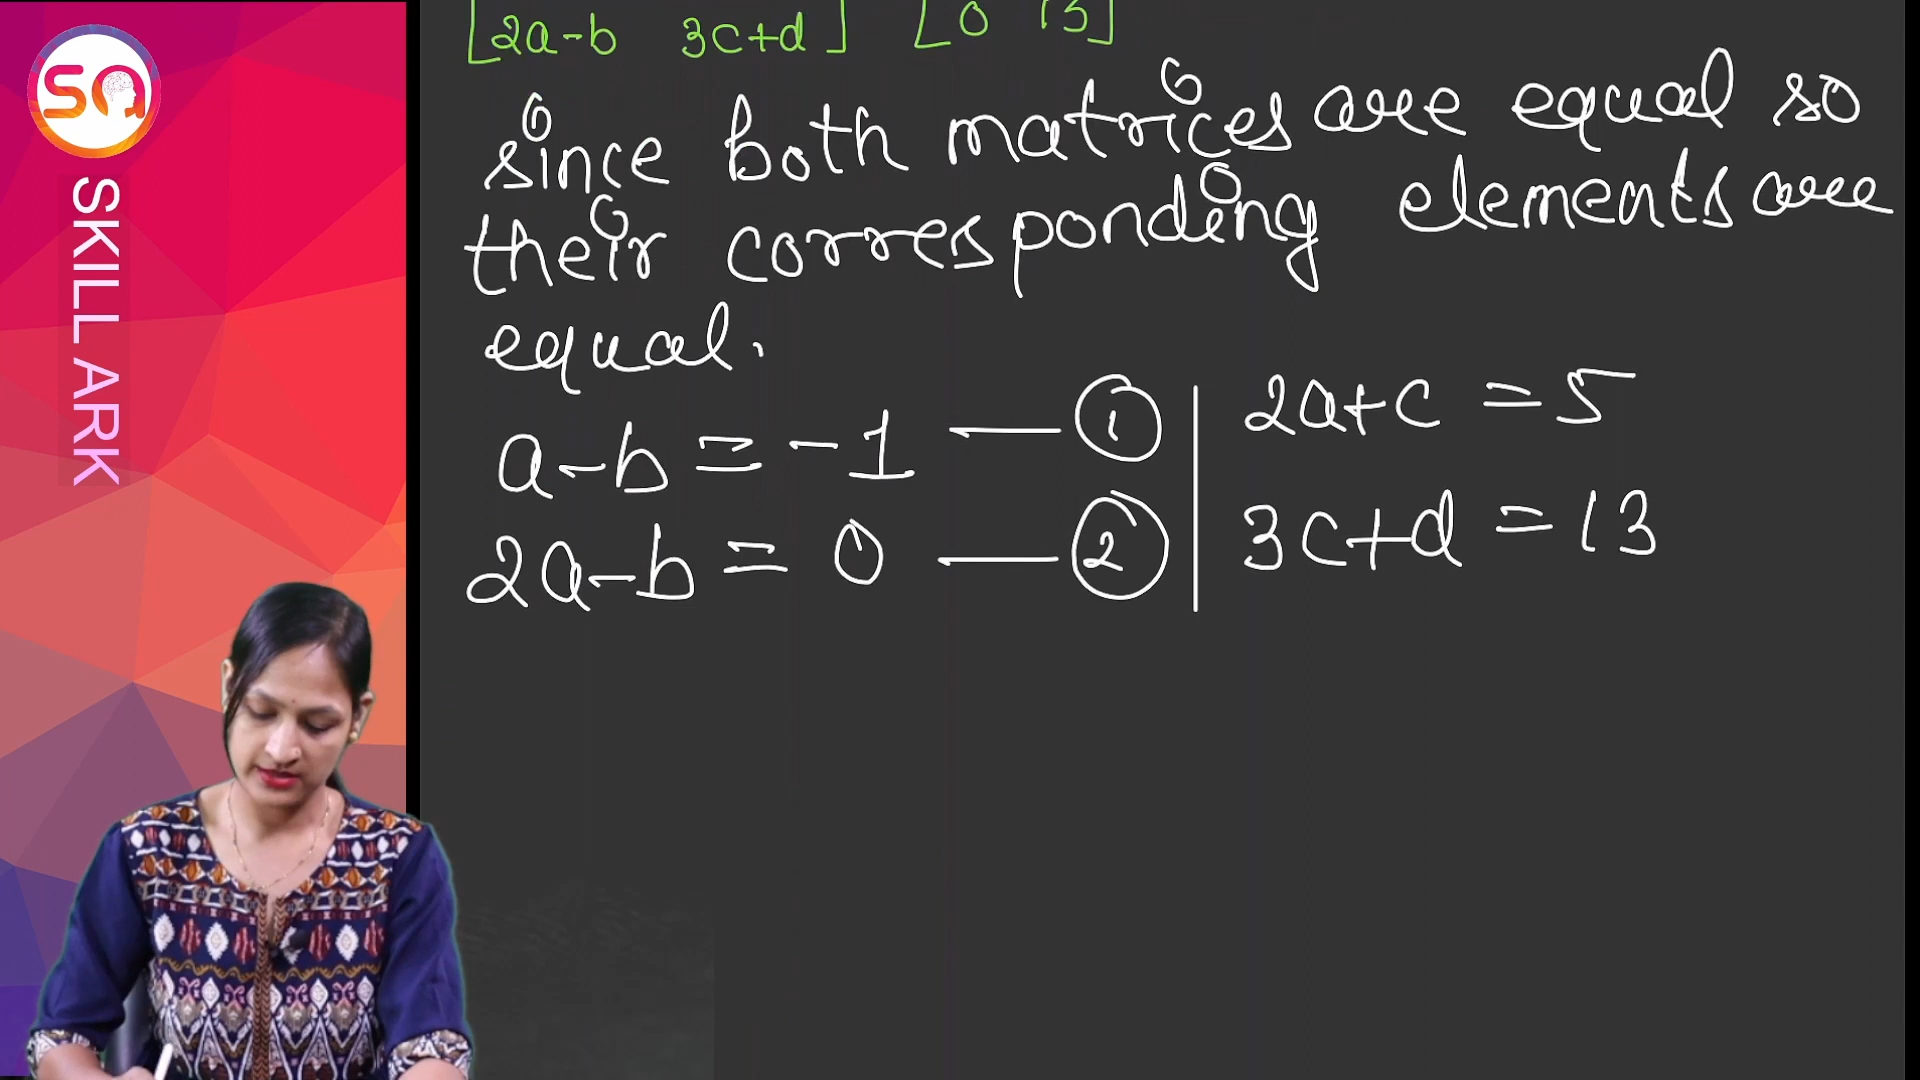 SKILL ARK
[2a-b 3c+d] [0 13]
since both matrices are equal so
their corresponding elements are
equal.
a-b = -1 — ① | 2a+c = 5
2a-b = 0 — ② | 3c+d = 13